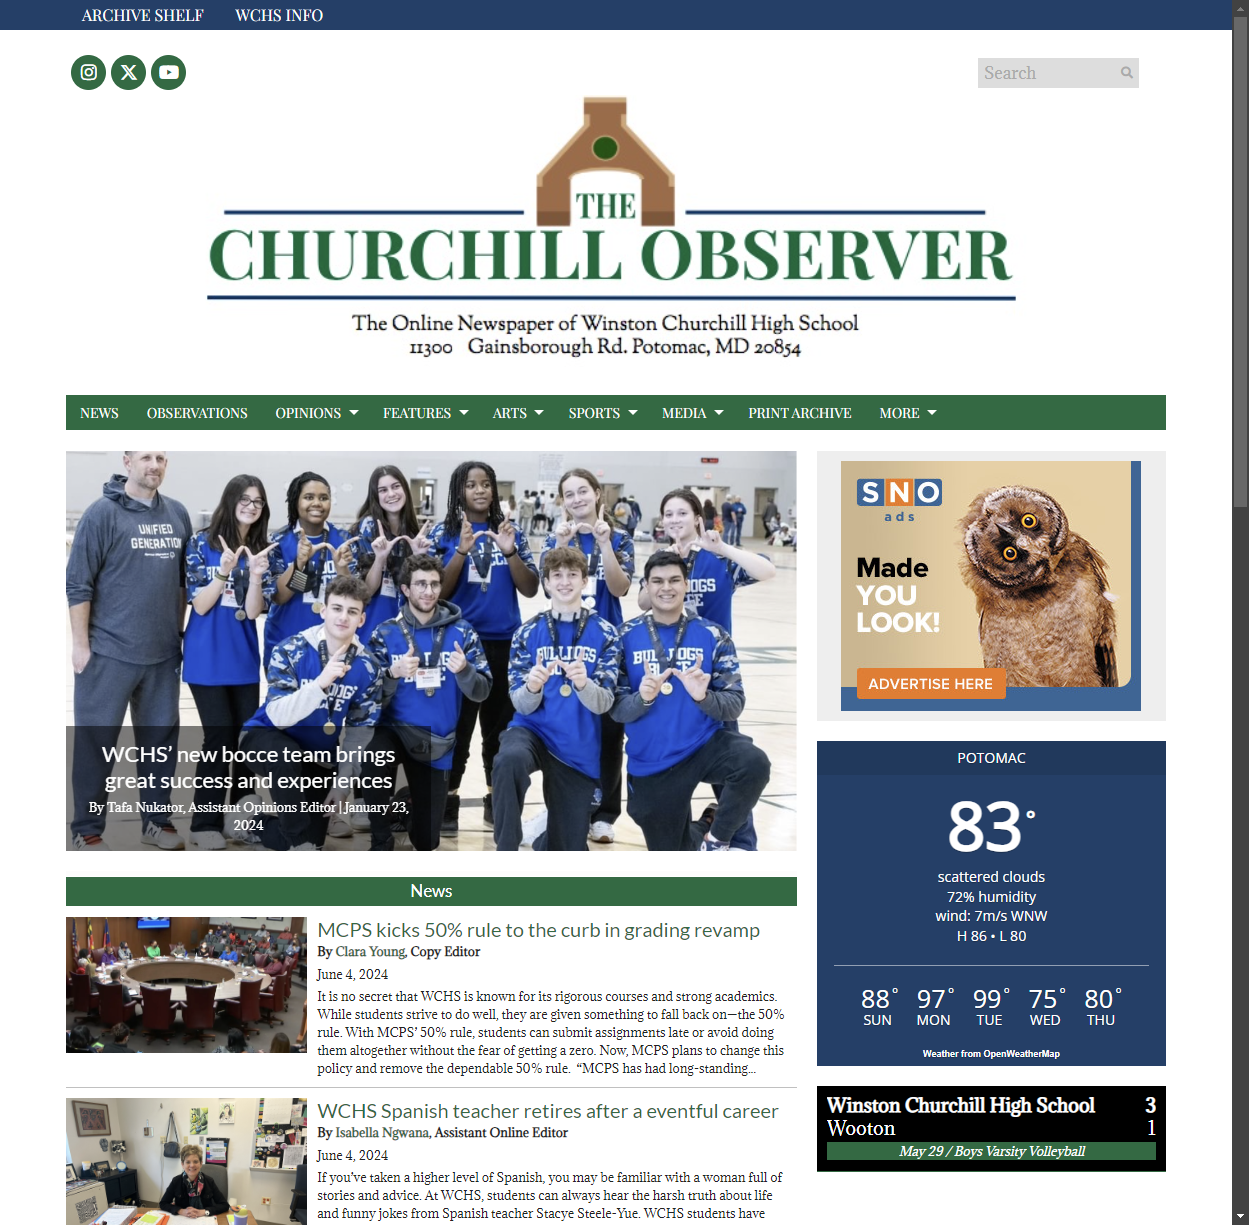 ARCHIVE SHELF WCHS INFO
Search
THE
CHURCHILL OBSERVER
The Online Newspaper of Winston Churchill High School
11300 Gainsborough Rd. Potomac, MD 20854
NEWS OBSERVATIONS OPINIONS FEATURES ARTS SPORTS MEDIA PRINT ARCHIVE MORE
UNIFIED
GENERATION
BULLDOGS
BULLDOGS
WCHS’ new bocce team brings
great success and experiences
By Tafa Nukator, Assistant Opinions Editor | January 23,
2024
SNO
ads
Made
YOU
LOOK!
ADVERTISE HERE
POTOMAC
83°
scattered clouds
72% humidity
wind: 7m/s WNW
H 86 • L 80
88° 97° 99° 75° 80°
SUN MON TUE WED THU
Weather from OpenWeatherMap
Winston Churchill High School 3
Wooton 1
May 29 / Boys Varsity Volleyball
News
MCPS kicks 50% rule to the curb in grading revamp
By Clara Young, Copy Editor
June 4, 2024
It is no secret that WCHS is known for its rigorous courses and strong academics.
While students strive to do well, they are given something to fall back on—the 50%
rule. With MCPS’ 50% rule, students can submit assignments late or avoid doing
them altogether without the fear of getting a zero. Now, MCPS plans to change this
policy and remove the dependable 50% rule. “MCPS has had long-standing...
WCHS Spanish teacher retires after a eventful career
By Isabella Ngwana, Assistant Online Editor
June 4, 2024
If you’ve taken a higher level of Spanish, you may be familiar with a woman full of
stories and advice. At WCHS, students can always hear the harsh truth about life
and funny jokes from Spanish teacher Stacye Steele-Yue. WCHS students have